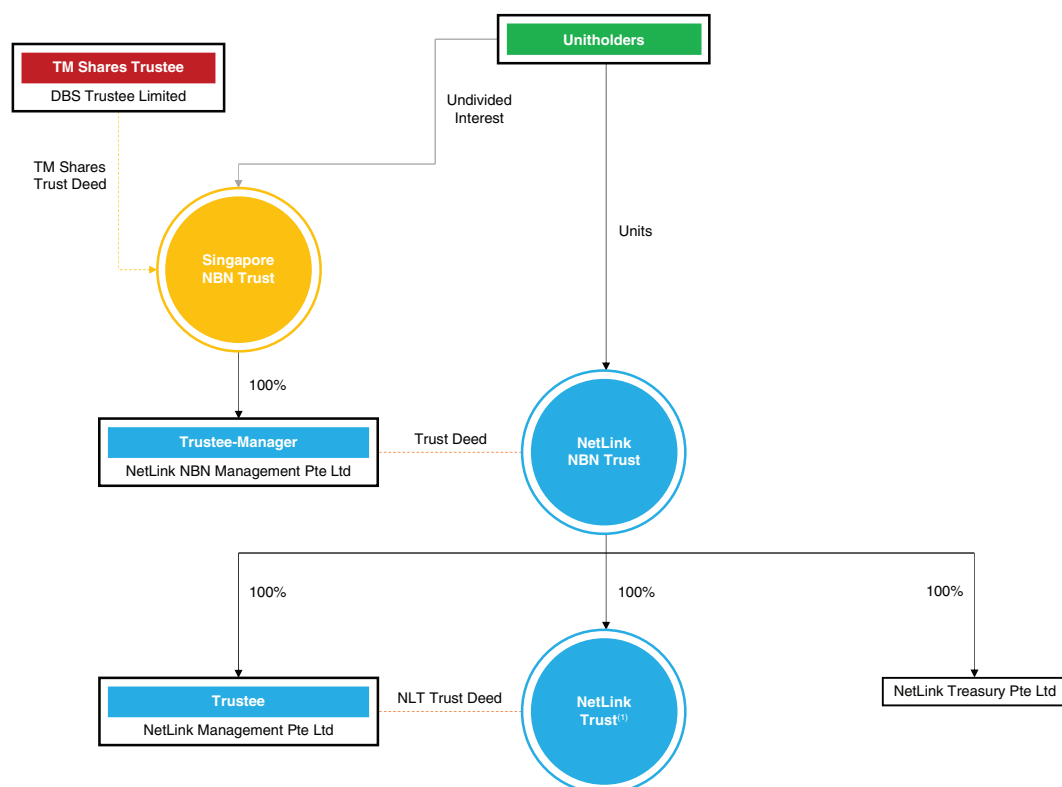 Unitholders
TM Shares Trustee
DBS Trustee Limited
Undivided
Interest
TM Shares
Trust Deed
Units
Singapore
NBN Trust
100%
Trustee-Manager
NetLink NBN Management Pte Ltd
Trust Deed
NetLink
NBN Trust
100%
100%
100%
Trustee
NetLink Management Pte Ltd
NLT Trust Deed
NetLink
Trust(1)
NetLink Treasury Pte Ltd